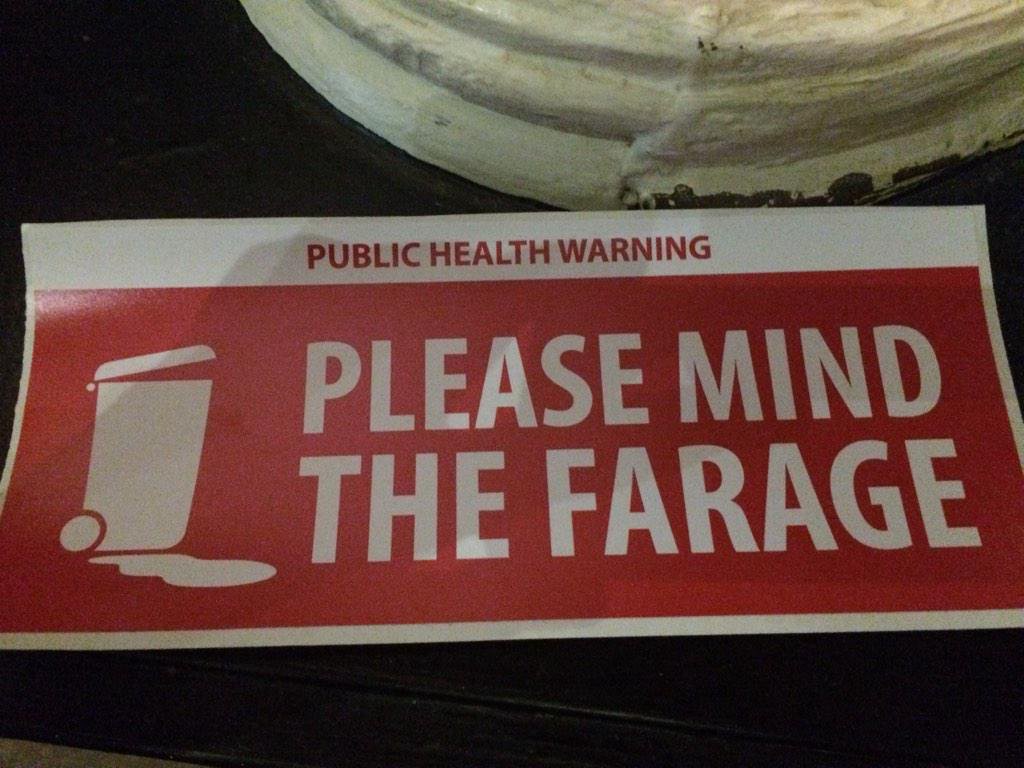 PUBLIC HEALTH WARNING
PLEASE MIND
THE FARAGE